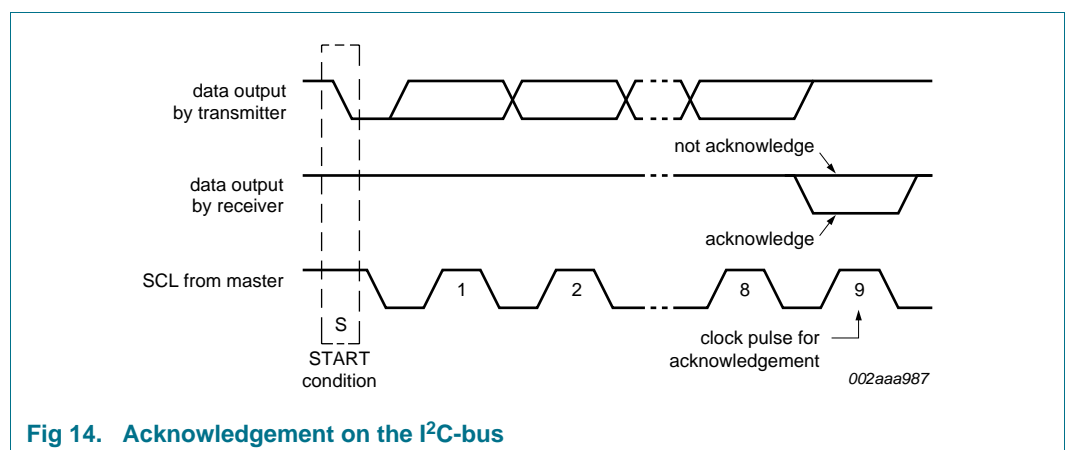 data output
by transmitter
not acknowledge
data output
by receiver
acknowledge
SCL from master
1
2
8
9
S
START
condition
clock pulse for
acknowledgement
002aaa987
Fig 14. Acknowledgement on the I²C-bus